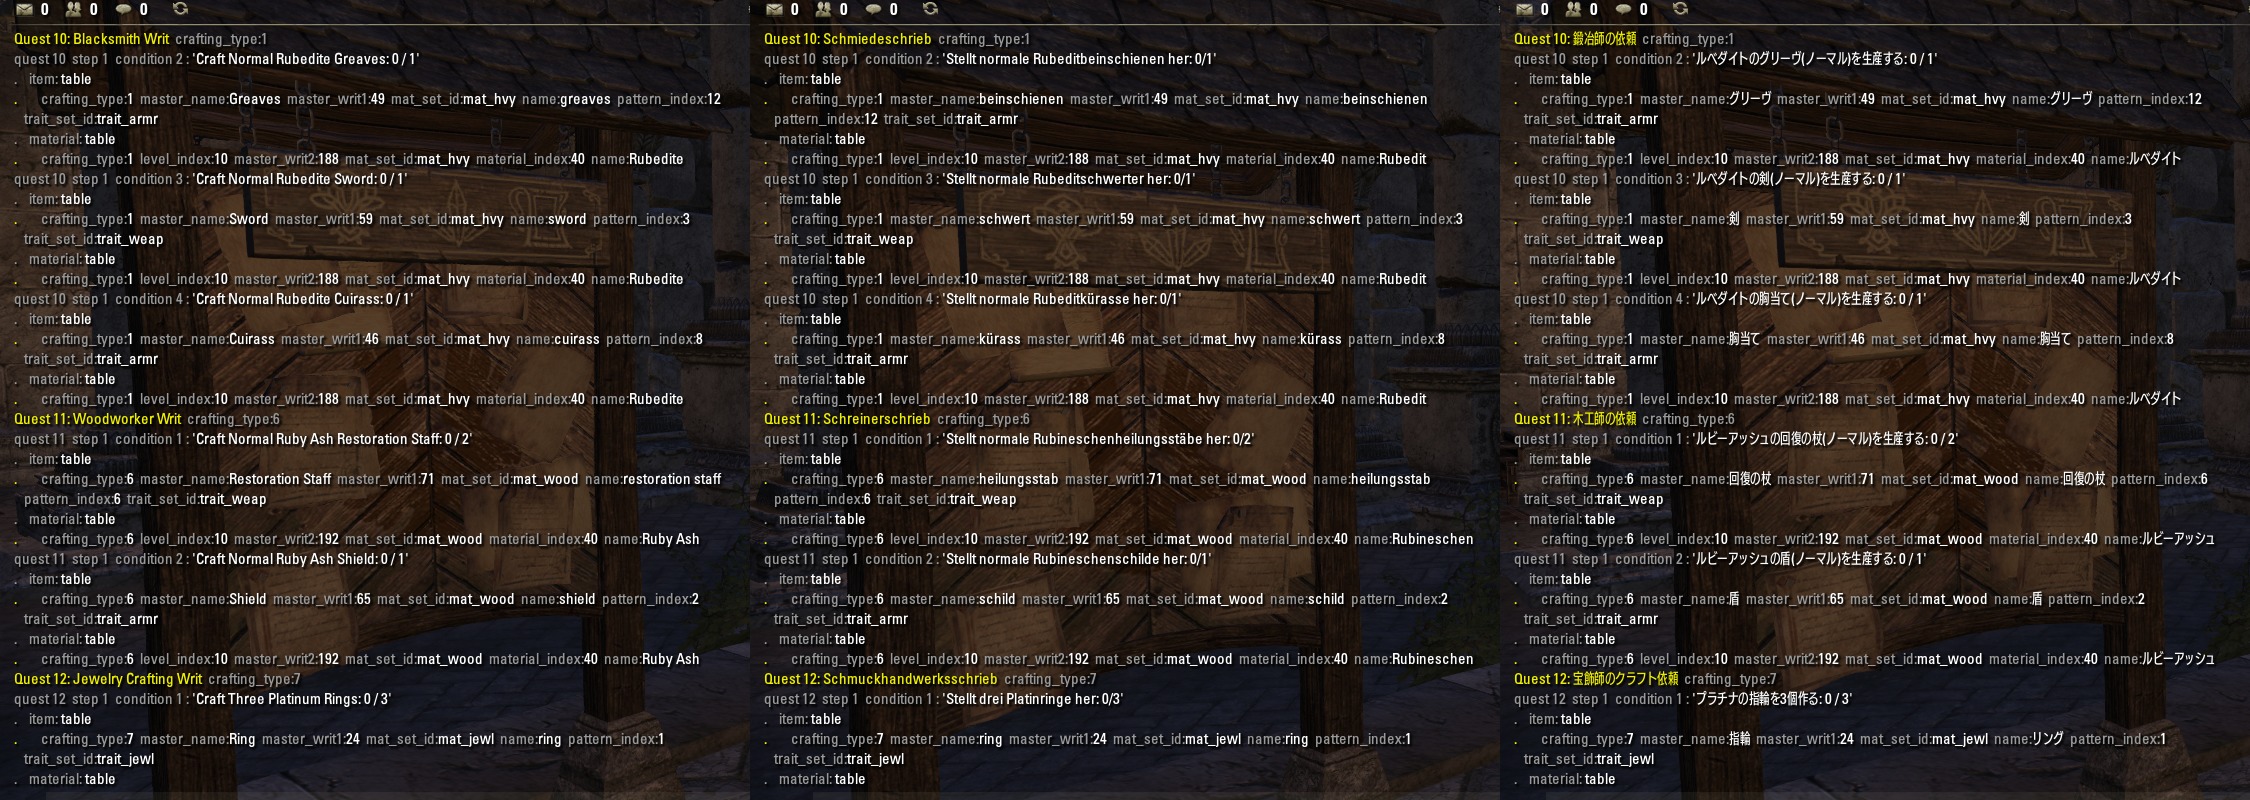 0 0 0
Quest 10: Blacksmith Writ crafting_type:1
quest 10 step 1 condition 2 : 'Craft Normal Rubedite Greaves: 0 / 1'
. item: table
. crafting_type:1 master_name:Greaves master_writ1:49 mat_set_id:mat_hvy name:greaves pattern_index:12
trait_set_id:trait_armr
. material: table
. crafting_type:1 level_index:10 master_writ2:188 mat_set_id:mat_hvy material_index:40 name:Rubedite
quest 10 step 1 condition 3 : 'Craft Normal Rubedite Sword: 0 / 1'
. item: table
. crafting_type:1 master_name:Sword master_writ1:59 mat_set_id:mat_hvy name:sword pattern_index:3
trait_set_id:trait_weap
. material: table
. crafting_type:1 level_index:10 master_writ2:188 mat_set_id:mat_hvy material_index:40 name:Rubedite
quest 10 step 1 condition 4 : 'Craft Normal Rubedite Cuirass: 0 / 1'
. item: table
. crafting_type:1 master_name:Cuirass master_writ1:46 mat_set_id:mat_hvy name:cuirass pattern_index:8
trait_set_id:trait_armr
. material: table
. crafting_type:1 level_index:10 master_writ2:188 mat_set_id:mat_hvy material_index:40 name:Rubedite
Quest 11: Woodworker Writ crafting_type:6
quest 11 step 1 condition 1 : 'Craft Normal Ruby Ash Restoration Staff: 0 / 2'
. item: table
. crafting_type:6 master_name:Restoration Staff master_writ1:71 mat_set_id:mat_wood name:restoration staff
pattern_index:6 trait_set_id:trait_weap
. material: table
. crafting_type:6 level_index:10 master_writ2:192 mat_set_id:mat_wood material_index:40 name:Ruby Ash
quest 11 step 1 condition 2 : 'Craft Normal Ruby Ash Shield: 0 / 1'
. item: table
. crafting_type:6 master_name:Shield master_writ1:65 mat_set_id:mat_wood name:shield pattern_index:2
trait_set_id:trait_armr
. material: table
. crafting_type:6 level_index:10 master_writ2:192 mat_set_id:mat_wood material_index:40 name:Ruby Ash
Quest 12: Jewelry Crafting Writ crafting_type:7
quest 12 step 1 condition 1 : 'Craft Three Platinum Rings: 0 / 3'
. item: table
. crafting_type:7 master_name:Ring master_writ1:24 mat_set_id:mat_jewl name:ring pattern_index:1
trait_set_id:trait_jewl
. material: table
0 0 0
Quest 10: Schmiedeschrieb crafting_type:1
quest 10 step 1 condition 2 : 'Stellt normale Rubeditbeinschienen her: 0/1'
. item: table
. crafting_type:1 master_name:beinschienen master_writ1:49 mat_set_id:mat_hvy name:beinschienen
pattern_index:12 trait_set_id:trait_armr
. material: table
. crafting_type:1 level_index:10 master_writ2:188 mat_set_id:mat_hvy material_index:40 name:Rubedit
quest 10 step 1 condition 3 : 'Stellt normale Rubeditschwerter her: 0/1'
. item: table
. crafting_type:1 master_name:schwert master_writ1:59 mat_set_id:mat_hvy name:schwert pattern_index:3
trait_set_id:trait_weap
. material: table
. crafting_type:1 level_index:10 master_writ2:188 mat_set_id:mat_hvy material_index:40 name:Rubedit
quest 10 step 1 condition 4 : 'Stellt normale Rubeditkürasse her: 0/1'
. item: table
. crafting_type:1 master_name:kürass master_writ1:46 mat_set_id:mat_hvy name:kürass pattern_index:8
trait_set_id:trait_armr
. material: table
. crafting_type:1 level_index:10 master_writ2:188 mat_set_id:mat_hvy material_index:40 name:Rubedit
Quest 11: Schreinerschrieb crafting_type:6
quest 11 step 1 condition 1 : 'Stellt normale Rubineschenheilungsstäbe her: 0/2'
. item: table
. crafting_type:6 master_name:heilungsstab master_writ1:71 mat_set_id:mat_wood name:heilungsstab
pattern_index:6 trait_set_id:trait_weap
. material: table
. crafting_type:6 level_index:10 master_writ2:192 mat_set_id:mat_wood material_index:40 name:Rubineschen
quest 11 step 1 condition 2 : 'Stellt normale Rubineschenschilde her: 0/1'
. item: table
. crafting_type:6 master_name:schild master_writ1:65 mat_set_id:mat_wood name:schild pattern_index:2
trait_set_id:trait_armr
. material: table
. crafting_type:6 level_index:10 master_writ2:192 mat_set_id:mat_wood material_index:40 name:Rubineschen
Quest 12: Schmuckhandwerksschrieb crafting_type:7
quest 12 step 1 condition 1 : 'Stellt drei Platinringe her: 0/3'
. item: table
. crafting_type:7 master_name:ring master_writ1:24 mat_set_id:mat_jewl name:ring pattern_index:1
trait_set_id:trait_jewl
. material: table
0 0 0
Quest 10: 鍛冶師の依頼 crafting_type:1
quest 10 step 1 condition 2 : 'ルベダイトのグリーヴ(ノーマル)を生産する: 0 / 1'
. item: table
. crafting_type:1 master_name:グリーヴ master_writ1:49 mat_set_id:mat_hvy name:グリーヴ pattern_index:12
trait_set_id:trait_armr
. material: table
. crafting_type:1 level_index:10 master_writ2:188 mat_set_id:mat_hvy material_index:40 name:ルベダイト
quest 10 step 1 condition 3 : 'ルベダイトの剣(ノーマル)を生産する: 0 / 1'
. item: table
. crafting_type:1 master_name:剣 master_writ1:59 mat_set_id:mat_hvy name:剣 pattern_index:3
trait_set_id:trait_weap
. material: table
. crafting_type:1 level_index:10 master_writ2:188 mat_set_id:mat_hvy material_index:40 name:ルベダイト
quest 10 step 1 condition 4 : 'ルベダイトの胸当て(ノーマル)を生産する: 0 / 1'
. item: table
. crafting_type:1 master_name:胸当て master_writ1:46 mat_set_id:mat_hvy name:胸当て pattern_index:8
trait_set_id:trait_armr
. material: table
. crafting_type:1 level_index:10 master_writ2:188 mat_set_id:mat_hvy material_index:40 name:ルベダイト
Quest 11: 木工師の依頼 crafting_type:6
quest 11 step 1 condition 1 : 'ルビーアッシュの回復の杖(ノーマル)を生産する: 0 / 2'
. item: table
. crafting_type:6 master_name:回復の杖 master_writ1:71 mat_set_id:mat_wood name:回復の杖 pattern_index:6
trait_set_id:trait_weap
. material: table
. crafting_type:6 level_index:10 master_writ2:192 mat_set_id:mat_wood material_index:40 name:ルビーアッシュ
quest 11 step 1 condition 2 : 'ルビーアッシュの盾(ノーマル)を生産する: 0 / 1'
. item: table
. crafting_type:6 master_name:盾 master_writ1:65 mat_set_id:mat_wood name:盾 pattern_index:2
trait_set_id:trait_armr
. material: table
. crafting_type:6 level_index:10 master_writ2:192 mat_set_id:mat_wood material_index:40 name:ルビーアッシュ
Quest 12: 宝飾師のクラフト依頼 crafting_type:7
quest 12 step 1 condition 1 : 'プラチナの指輪を3個作る: 0 / 3'
. item: table
. crafting_type:7 master_name:指輪 master_writ1:24 mat_set_id:mat_jewl name:リング pattern_index:1
trait_set_id:trait_jewl
. material: table